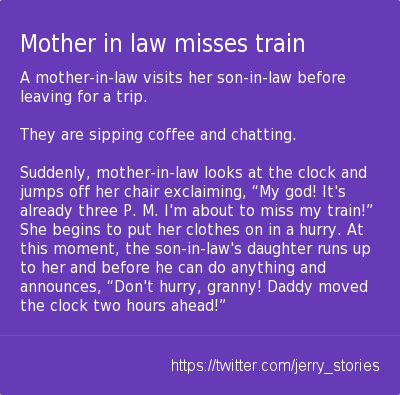 Mother in law misses train
A mother-in-law visits her son-in-law before
leaving for a trip.
They are sipping coffee and chatting.
Suddenly, mother-in-law looks at the clock and
jumps off her chair exclaiming, “My god! It's
already three P. M. I'm about to miss my train!”
She begins to put her clothes on in a hurry. At
this moment, the son-in-law's daughter runs up
to her and before he can do anything and
announces, “Don't hurry, granny! Daddy moved
the clock two hours ahead!”
https://twitter.com/jerry_stories